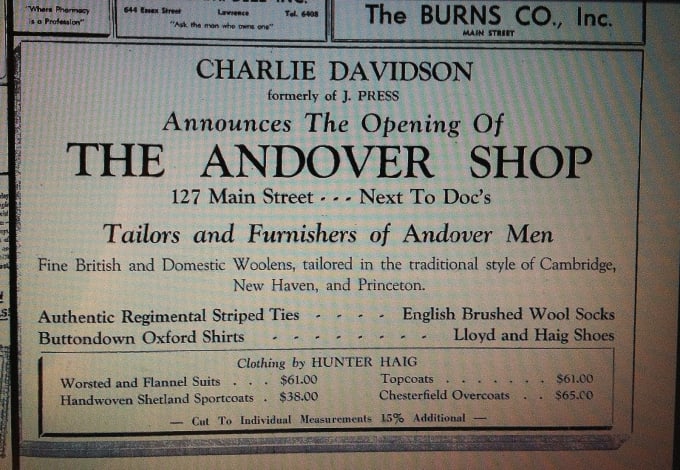 "Where Pharmacy
is a Profession"
644 Essex Street Lawrence Tel. 6408
"Ask the man who owns one"
The BURNS CO., Inc.
MAIN STREET
CHARLIE DAVIDSON
formerly of J. PRESS
Announces The Opening Of
THE ANDOVER SHOP
127 Main Street - - - Next To Doc's
Tailors and Furnishers of Andover Men
Fine British and Domestic Woolens, tailored in the traditional style of Cambridge,
New Haven, and Princeton.
Authentic Regimental Striped Ties - - - - - English Brushed Wool Socks
Buttondown Oxford Shirts - - - - - - - - Lloyd and Haig Shoes
Clothing by HUNTER HAIG
Worsted and Flannel Suits . . . $61.00 Topcoats . . . . . . . $61.00
Handwoven Shetland Sportcoats . $38.00 Chesterfield Overcoats . . $65.00
— Cut To Individual Measurements 15% Additional —